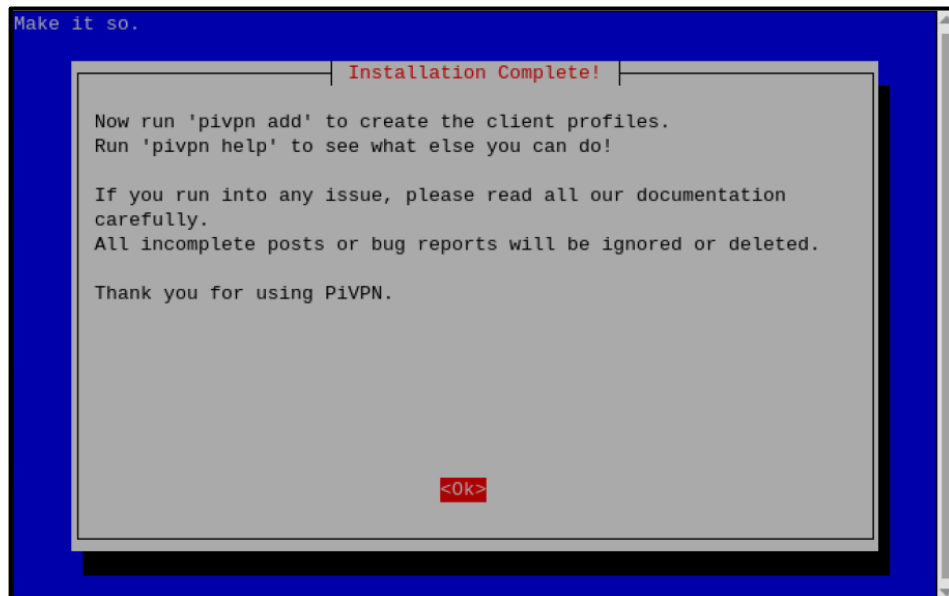 Make it so.
Installation Complete!
Now run 'pivpn add' to create the client profiles.
Run 'pivpn help' to see what else you can do!
If you run into any issue, please read all our documentation
carefully.
All incomplete posts or bug reports will be ignored or deleted.
Thank you for using PiVPN.
<Ok>